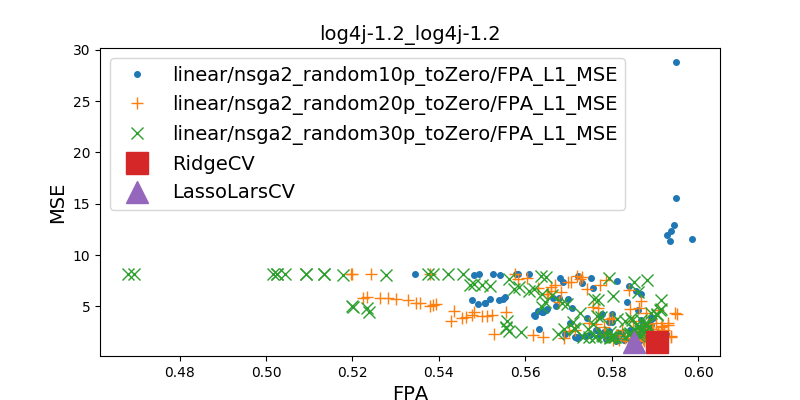 log4j-1.2_log4j-1.2
linear/nsga2_random10p_toZero/FPA_L1_MSE
linear/nsga2_random20p_toZero/FPA_L1_MSE
linear/nsga2_random30p_toZero/FPA_L1_MSE
RidgeCV
LassoLarsCV
MSE
30
25
20
15
10
5
0.48 0.50 0.52 0.54 0.56 0.58 0.60
FPA